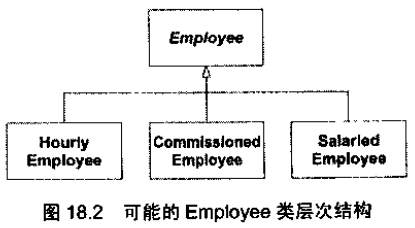 Employee
Hourly
Employee
Commissioned
Employee
Salaried
Employee
图 18.2 可能的 Employee 类层次结构